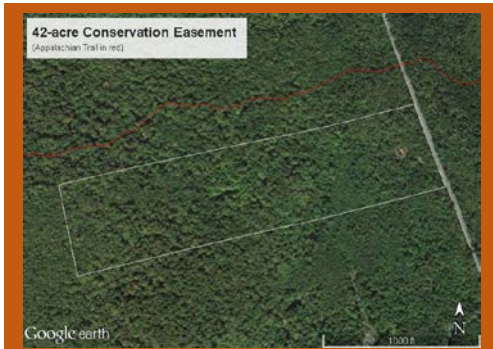 42-acre Conservation Easement
(Appalachian Trail in red)
N
Google earth
1000 ft